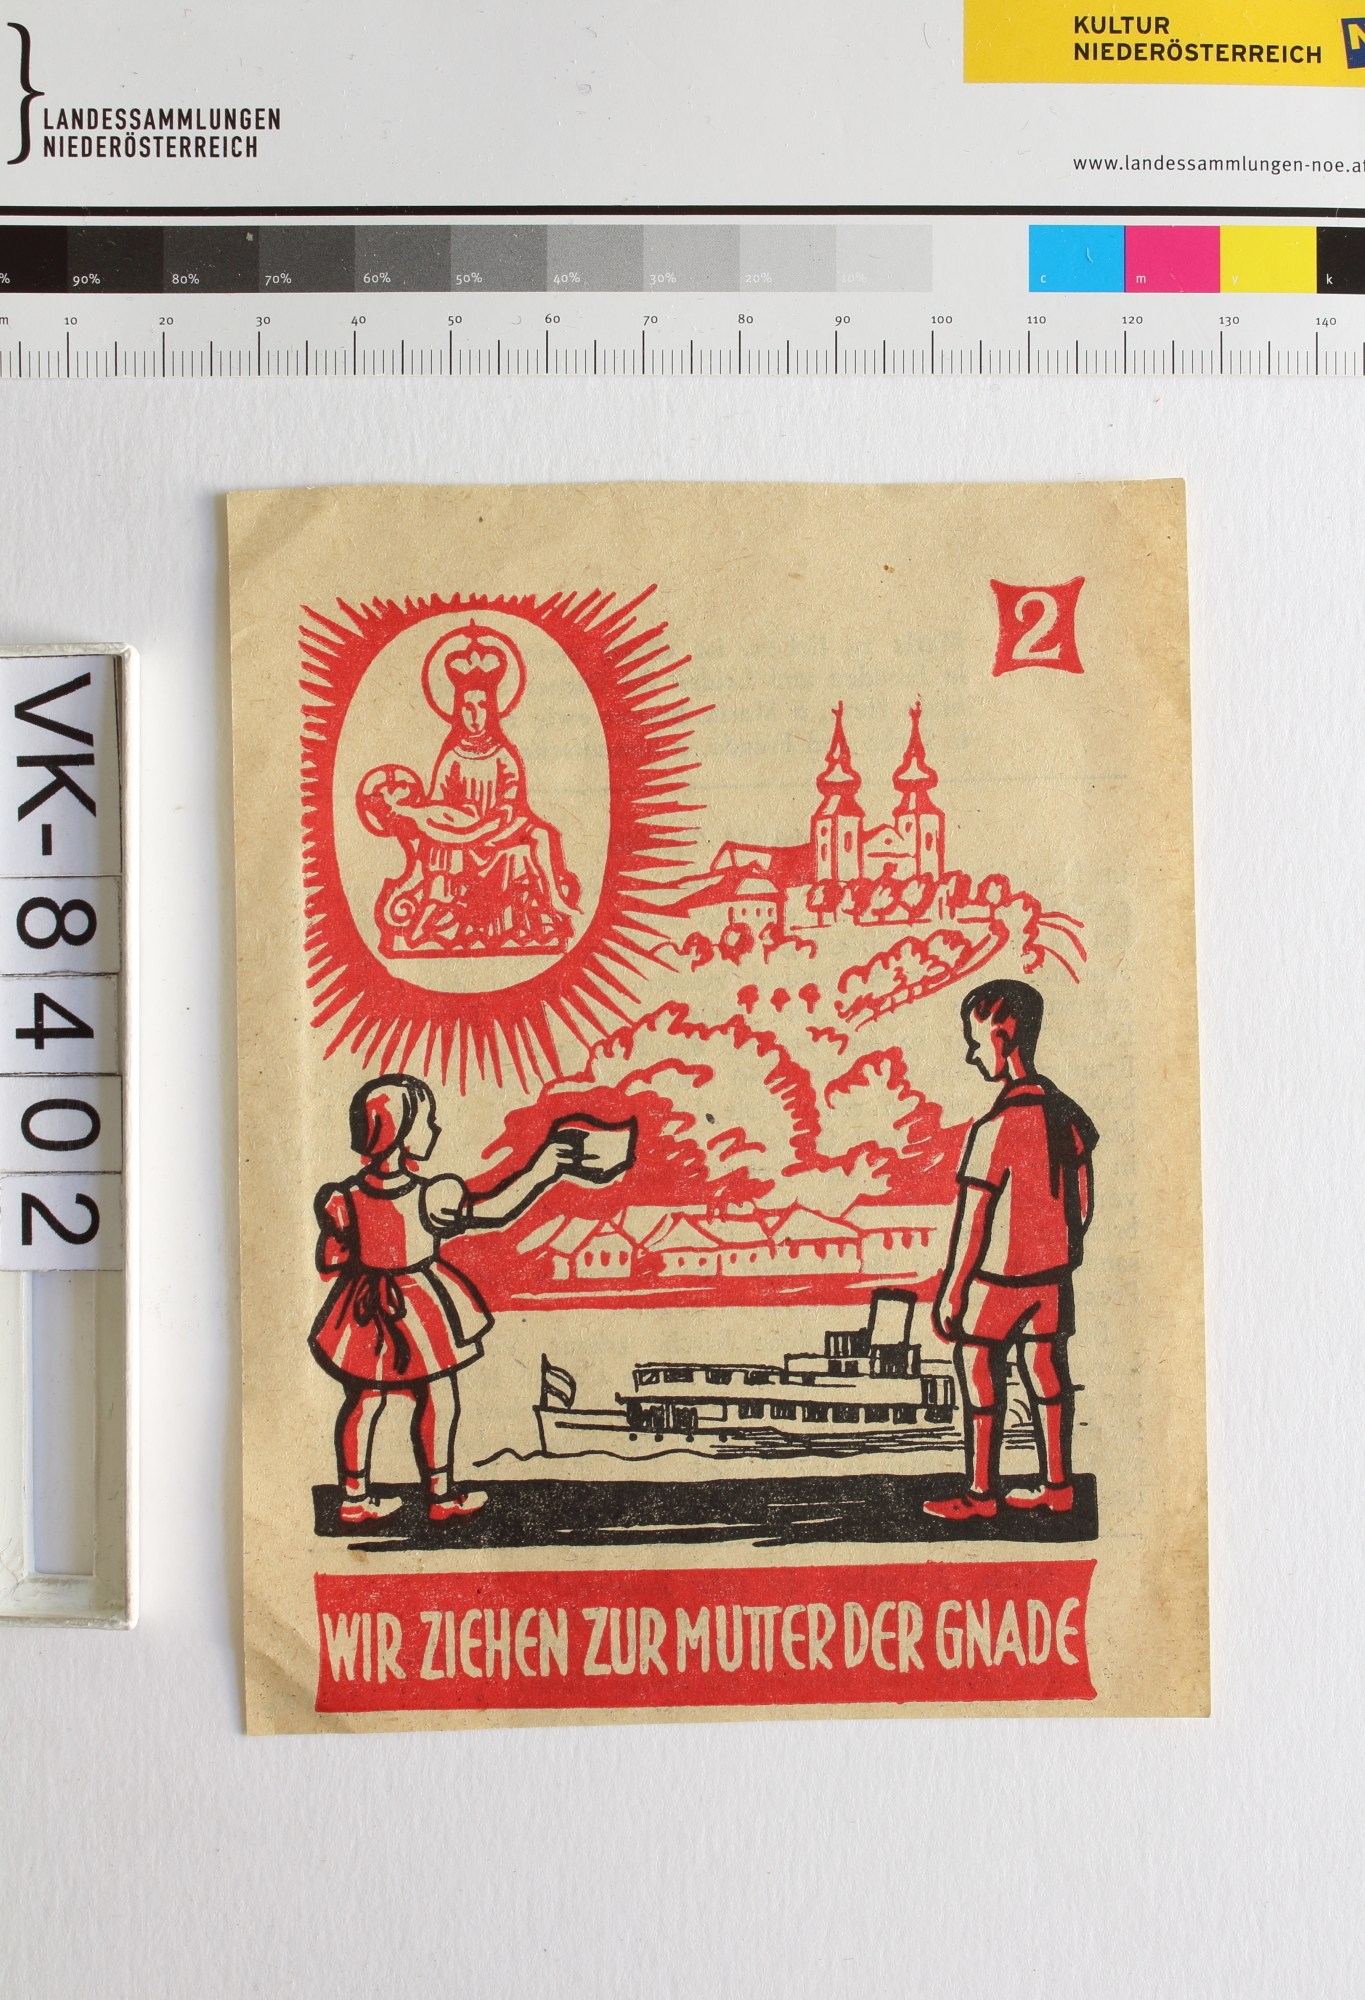 KULTUR
NIEDERÖSTERREICH
LANDESSAMMLUNGEN
NIEDERÖSTERREICH
www.landessammlungen-noe.at
90% 80% 70% 60% 50% 40% 30% 20% 10% c m y k
10 20 30 40 50 60 70 80 90 100 110 120 130 140
VK-8402
2
WIR ZIEHEN ZUR MUTTER DER GNADE